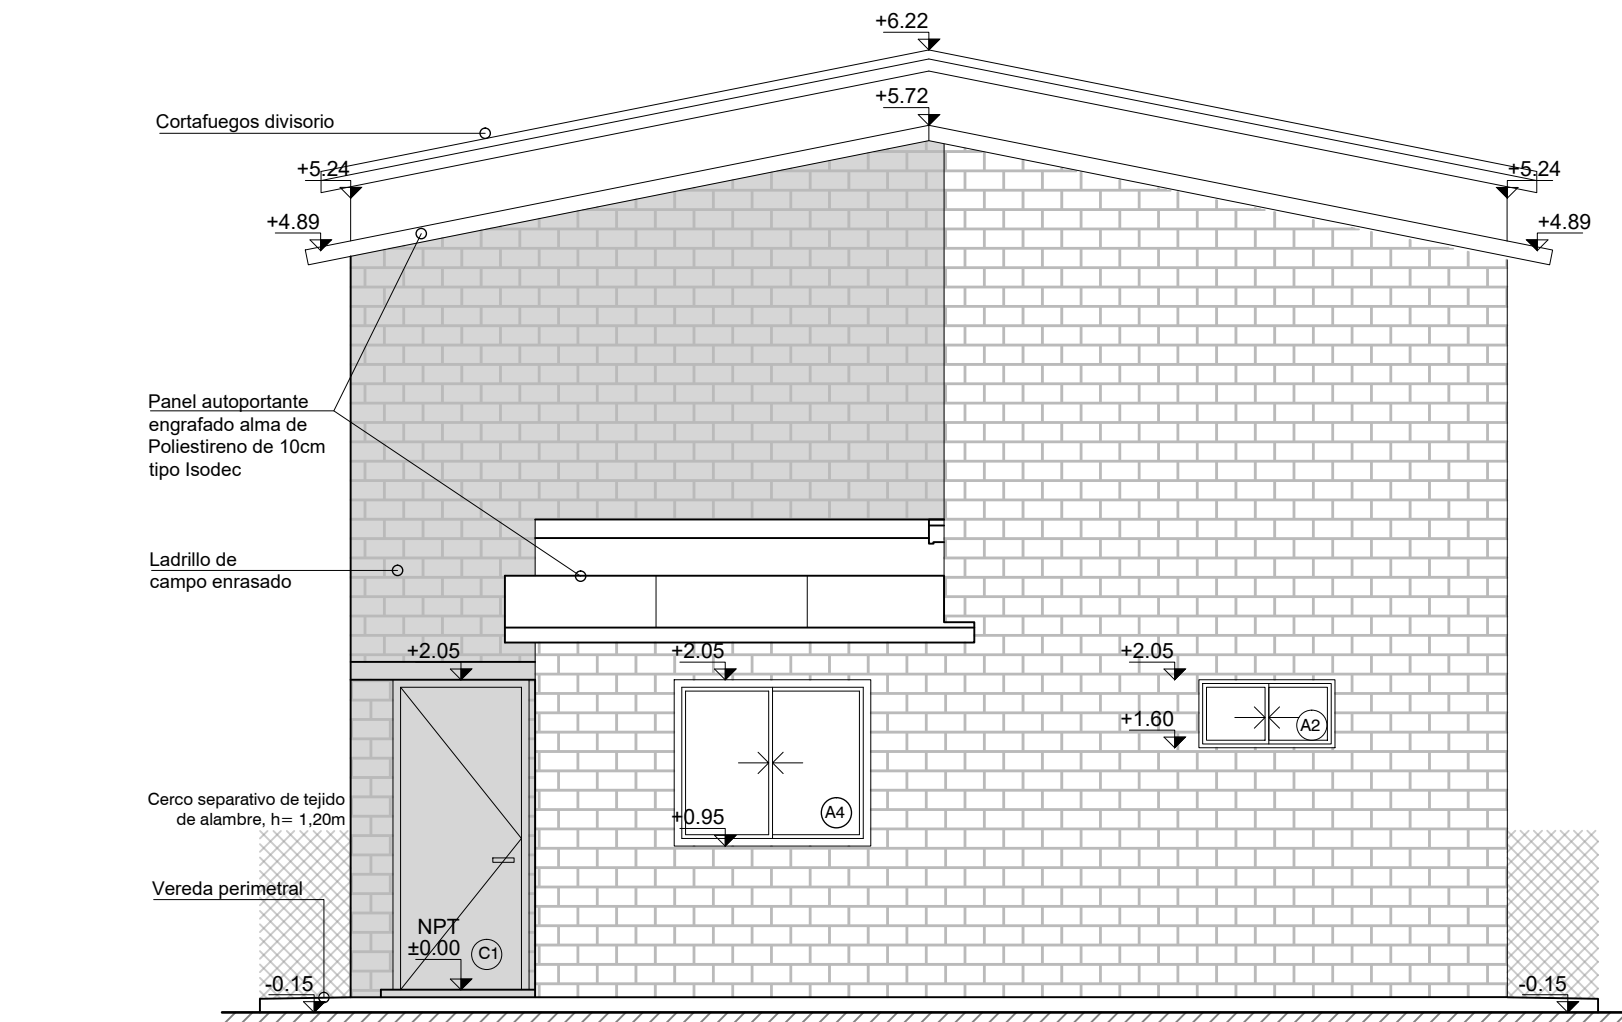 +6.22
+5.72
Cortafuegos divisorio
+5.24
+5.24
+4.89
+4.89
Panel autoportante
engrafado alma de
Poliestireno de 10cm
tipo Isodec
Ladrillo de
campo enrasado
+2.05
+2.05
+2.05
+1.60
A2
Cerco separativo de tejido
de alambre, h= 1,20m
+0.95
A4
Vereda perimetral
NPT
±0.00
C1
-0.15
-0.15